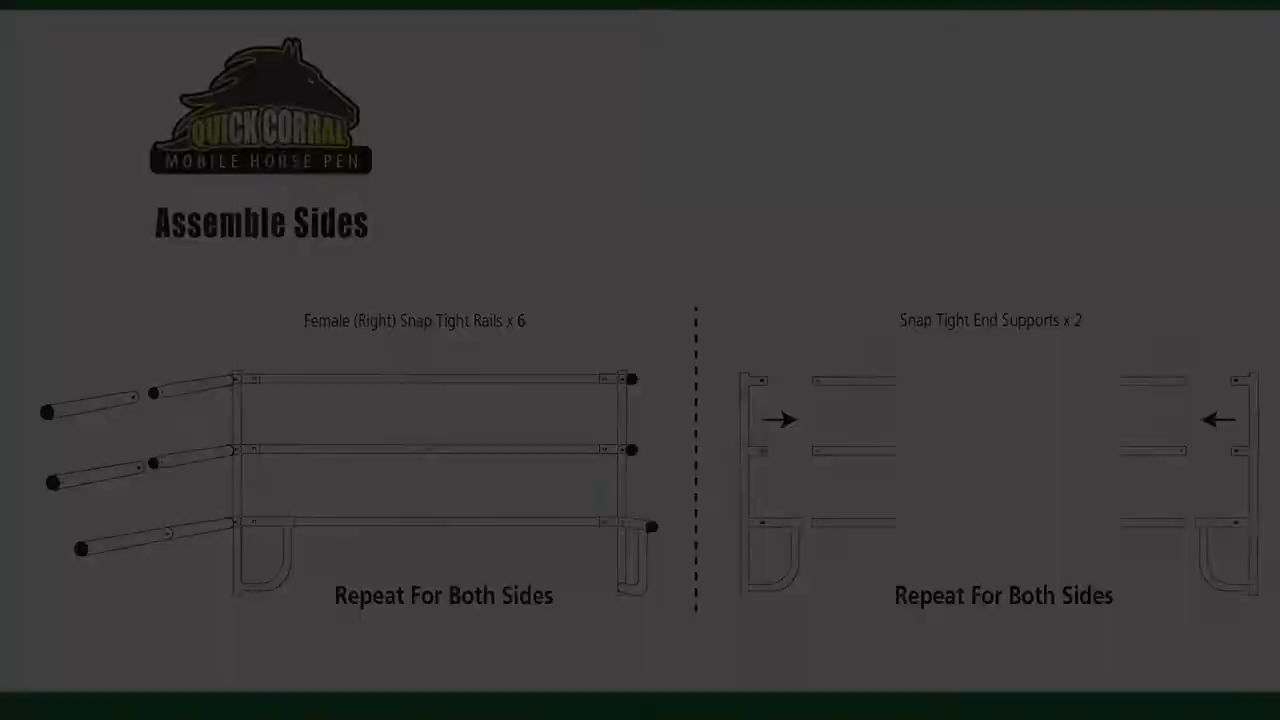 QUICK CORRAL
MOBILE HORSE PEN
Assemble Sides
Female (Right) Snap Tight Rails x 6
Snap Tight End Supports x 2
Repeat For Both Sides
Repeat For Both Sides